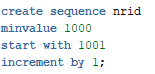 create sequence nrid
minvalue 1000
start with 1001
increment by 1;